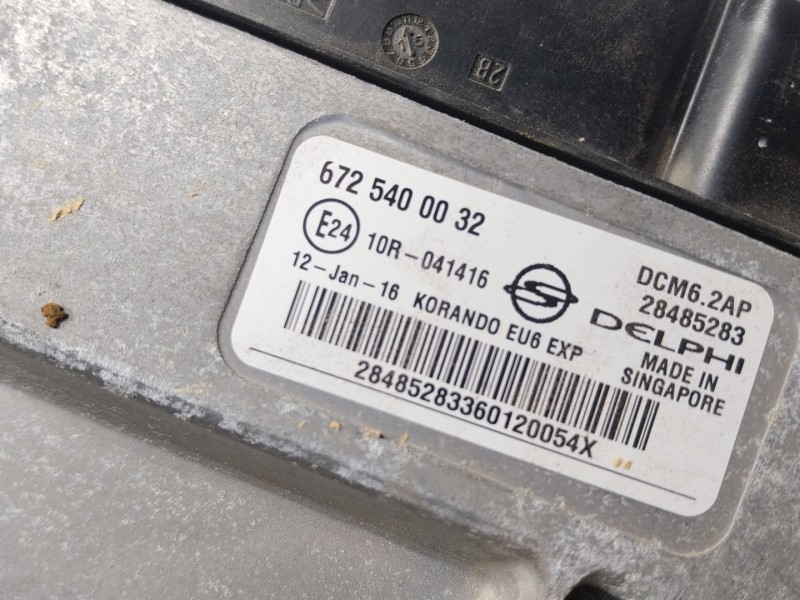 2B
672 540 00 32
E24 10R-041416
12-Jan-16 KORANDO EU6 EXP
DCM6.2AP
28485283
DELPHI
MADE IN
SINGAPORE
28485283360120054X